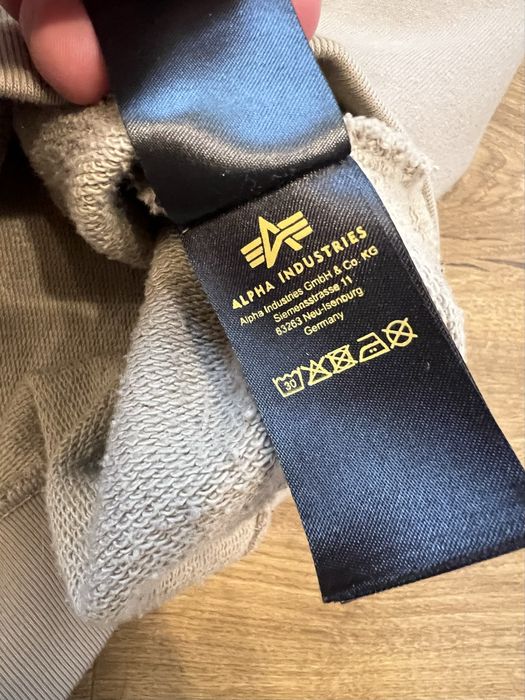 ALPHA INDUSTRIES
Alpha Industries GmbH & Co. KG
Siemensstrasse 11
63263 Neu-Isenburg
Germany
30